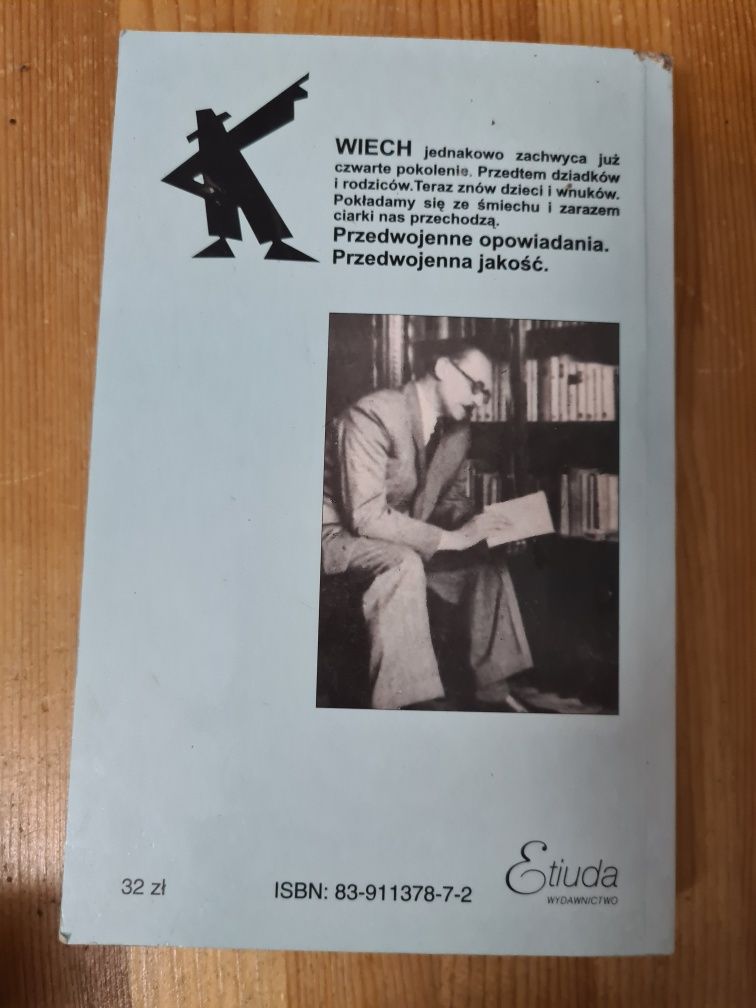 WIECH jednakowo zachwyca już
czwarte pokolenie. Przedtem dziadków
i rodziców.Teraz znów dzieci i wnuków.
Pokładamy się ze śmiechu i zarazem
ciarki nas przechodzą.
Przedwojenne opowiadania.
Przedwojenna jakość.
32 zł
ISBN: 83-911378-7-2
Etiuda
WYDAWNICTWO